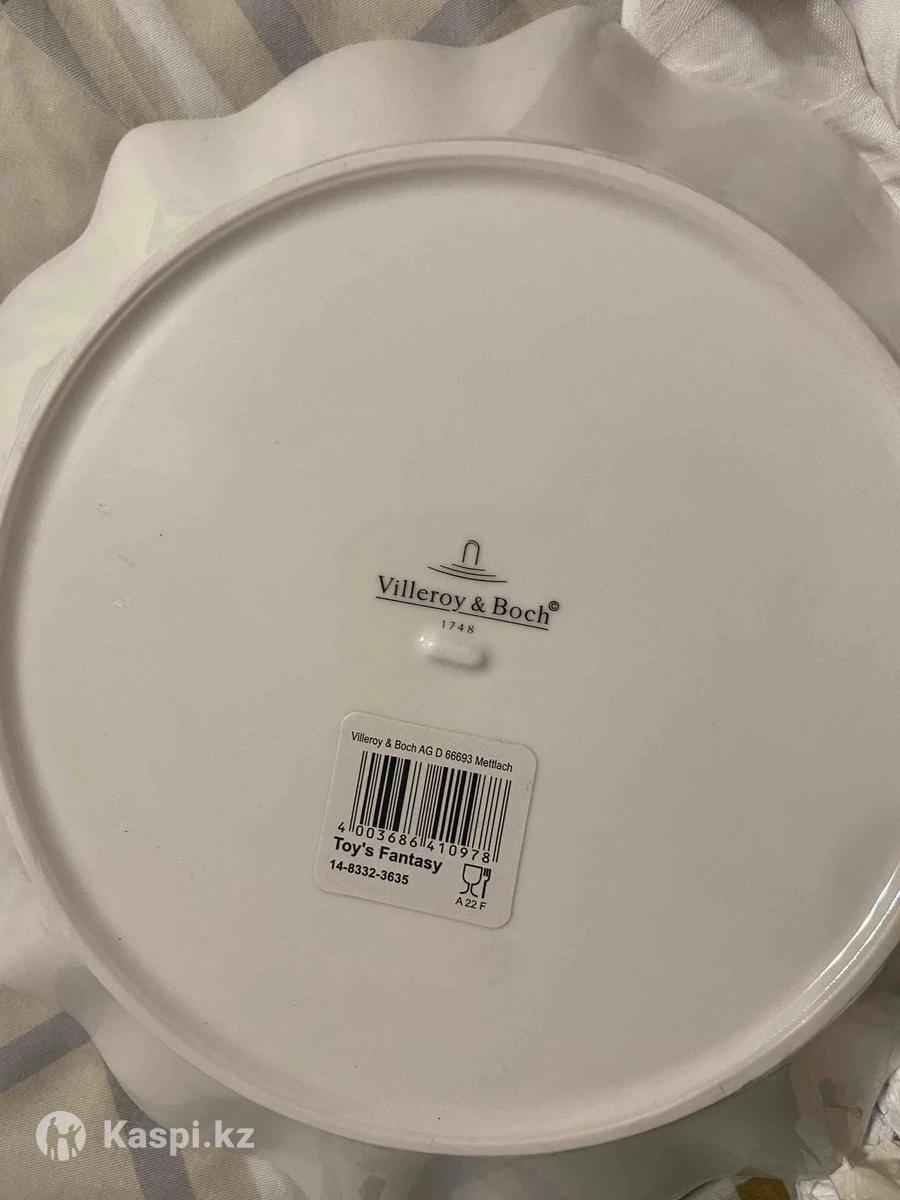 Villeroy & Boch©
1748
Villeroy & Boch AG D 66693 Mettlach
4 003686 410978
Toy's Fantasy
14-8332-3635
A 22 F
Kaspi.kz